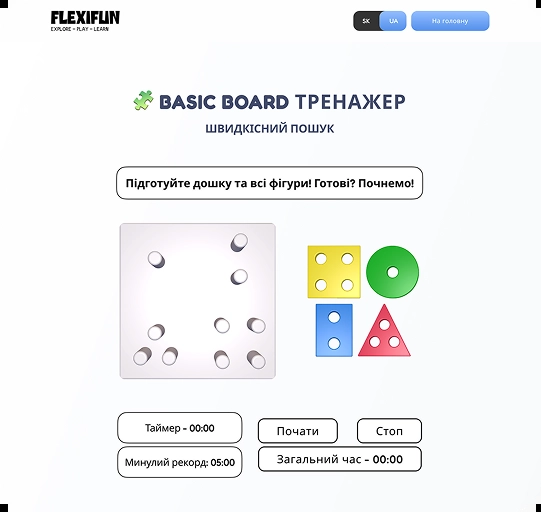 FLEXIFUN
EXPLORE • PLAY • LEARN
SK UA На головну
BASIC BOARD ТРЕНАЖЕР
ШВИДКІСНИЙ ПОШУК
Підготуйте дошку та всі фігури! Готові? Почнемо!
Таймер – 00:00
Почати
Стоп
Минулий рекорд: 05:00
Загальний час – 00:00